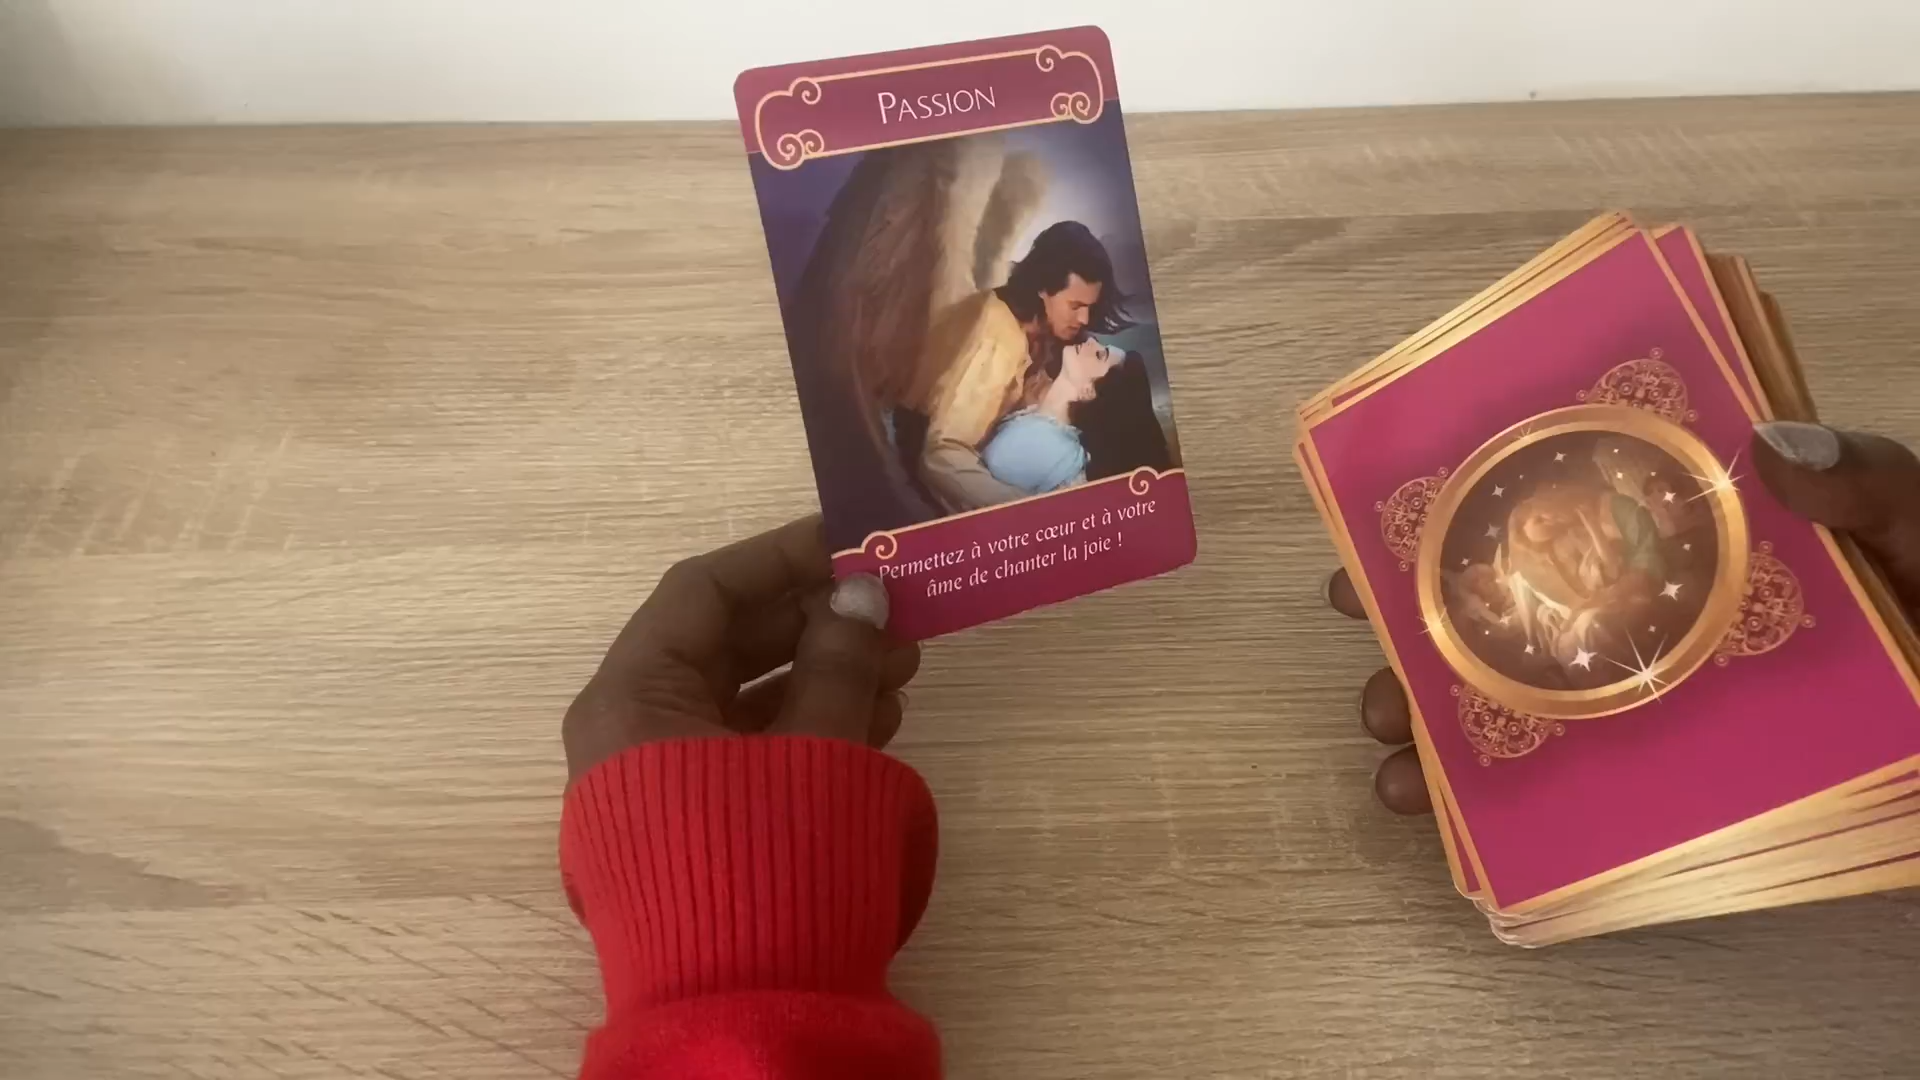 PASSION
Permettez à votre cœur et à votre
âme de chanter la joie !